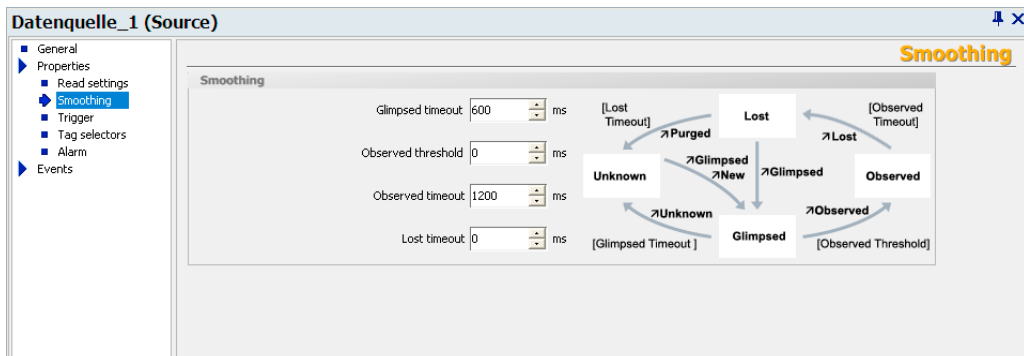 Datenquelle_1 (Source)
General
Properties
Read settings
Smoothing
Trigger
Tag selectors
Alarm
Events
Smoothing
Smoothing
Glimpsed timeout 600 ms
Observed threshold 0 ms
Observed timeout 1200 ms
Lost timeout 0 ms
[Lost
Timeout]
Lost
[Observed
Timeout]
↗Purged
↗Lost
Unknown
↗Glimpsed
↗New
↗Glimpsed
Observed
↗Unknown
↗Observed
Glimpsed
[Glimpsed Timeout ]
[Observed Threshold]